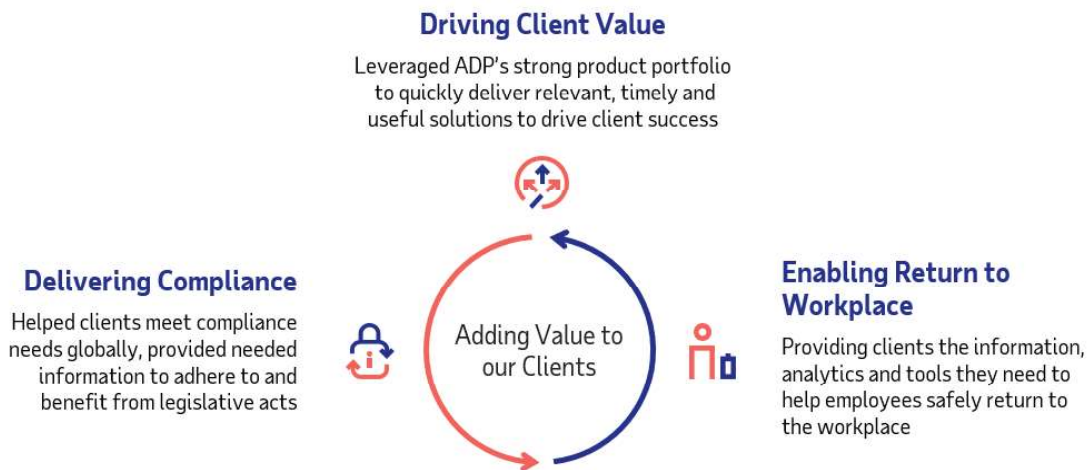 Driving Client Value
Leveraged ADP's strong product portfolio
to quickly deliver relevant, timely and
useful solutions to drive client success
Delivering Compliance
Helped clients meet compliance
needs globally, provided needed
information to adhere to and
benefit from legislative acts
i
Adding Value to
our Clients
Enabling Return to
Workplace
Providing clients the information,
analytics and tools they need to
help employees safely return to
the workplace